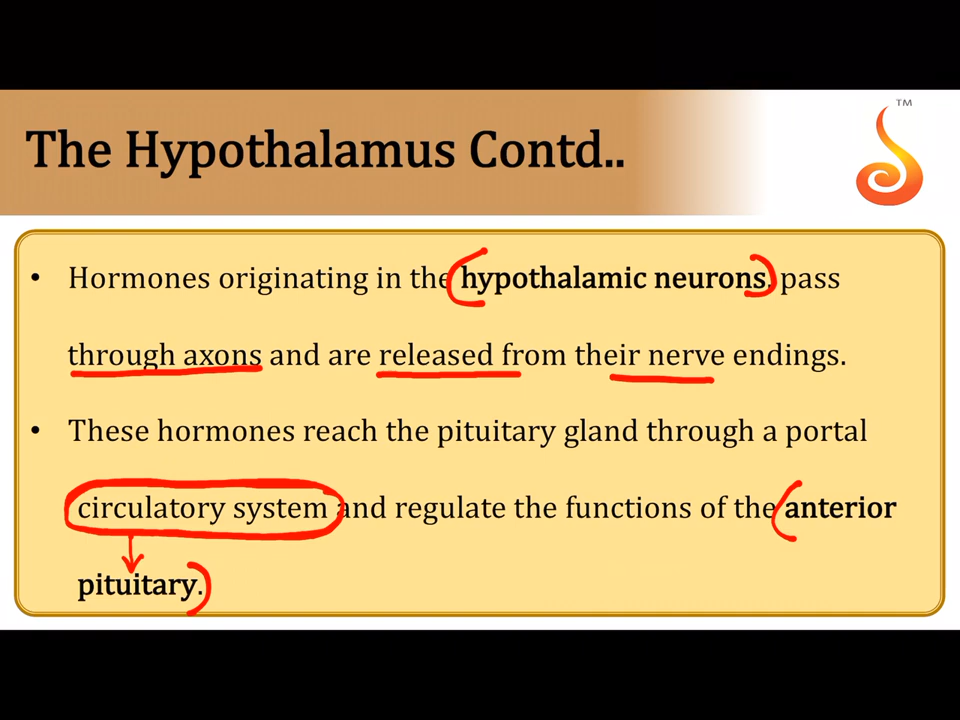 The Hypothalamus Contd..
TM
• Hormones originating in the hypothalamic neurons, pass
through axons and are released from their nerve endings.
• These hormones reach the pituitary gland through a portal
circulatory system and regulate the functions of the anterior
pituitary.